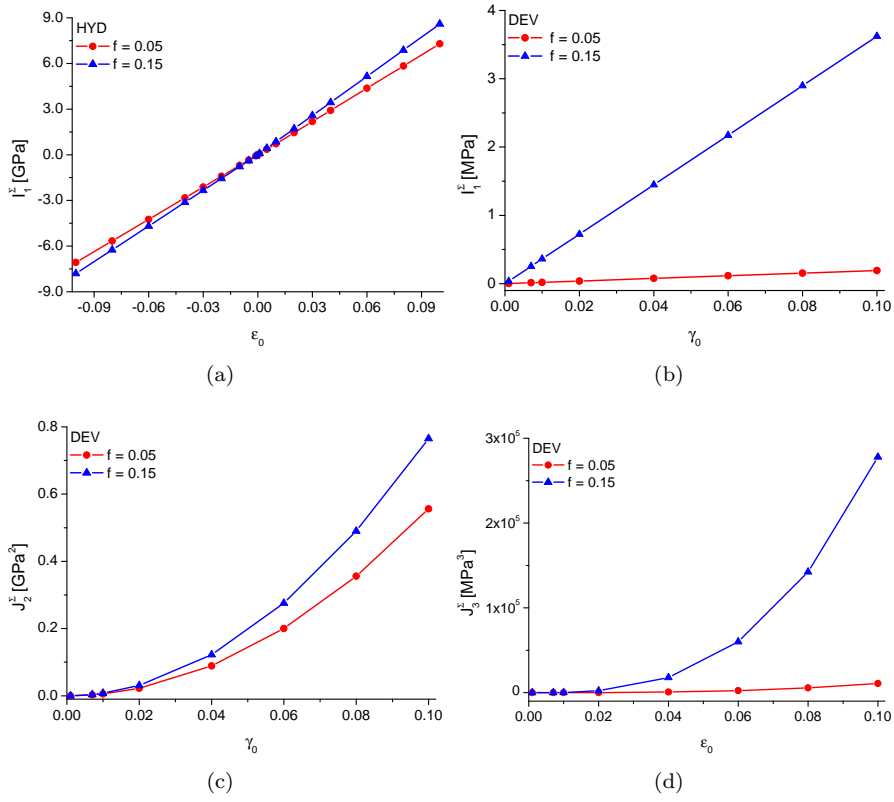 HYD
f = 0.05
f = 0.15
I₁^Σ [GPa]
9.0
6.0
3.0
0.0
-3.0
-6.0
-9.0
-0.09 -0.06 -0.03 0.00 0.03 0.06 0.09
ε₀
(a)
DEV
f = 0.05
f = 0.15
I₁^Σ [MPa]
4
3
2
1
0
0.00 0.02 0.04 0.06 0.08 0.10
γ₀
(b)
DEV
f = 0.05
f = 0.15
J₂^Σ [GPa²]
0.8
0.6
0.4
0.2
0.0
0.00 0.02 0.04 0.06 0.08 0.10
γ₀
(c)
DEV
f = 0.05
f = 0.15
J₃^Σ [MPa³]
3x10⁵
2x10⁵
1x10⁵
0
0.00 0.02 0.04 0.06 0.08 0.10
ε₀
(d)